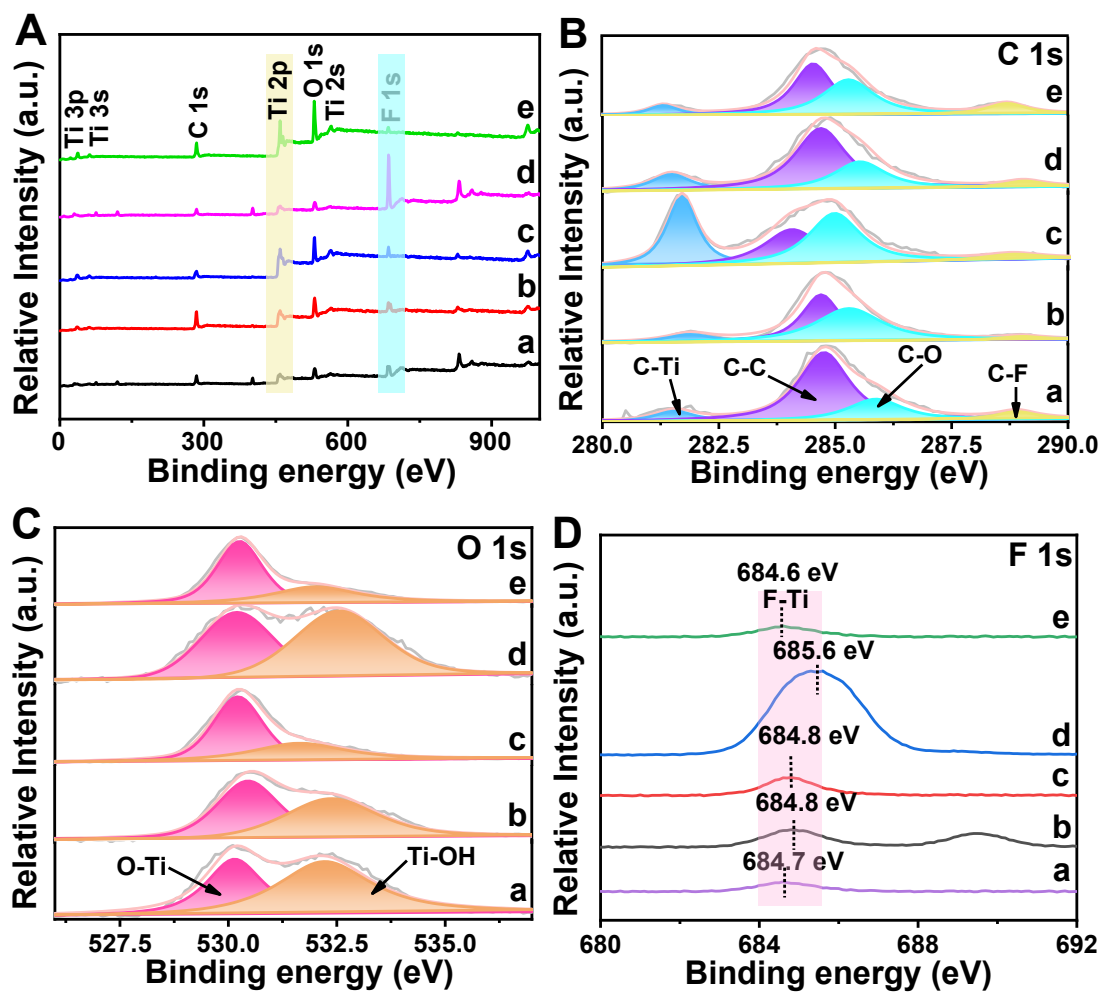 A
Relative Intensity (a.u.)
Ti 3p
Ti 3s
C 1s
Ti 2p
O 1s
Ti 2s
F 1s
e
d
c
b
a
0 300 600 900
Binding energy (eV)
B
C 1s
Relative Intensity (a.u.)
e
d
c
b
a
C-Ti
C-C
C-O
C-F
280.0 282.5 285.0 287.5 290.0
Binding energy (eV)
C
O 1s
Relative Intensity (a.u.)
e
d
c
b
a
O-Ti
Ti-OH
527.5 530.0 532.5 535.0
Binding energy (eV)
D
F 1s
Relative Intensity (a.u.)
684.6 eV
F-Ti
e
685.6 eV
d
684.8 eV
c
684.8 eV
b
684.7 eV
a
680 684 688 692
Binding energy (eV)